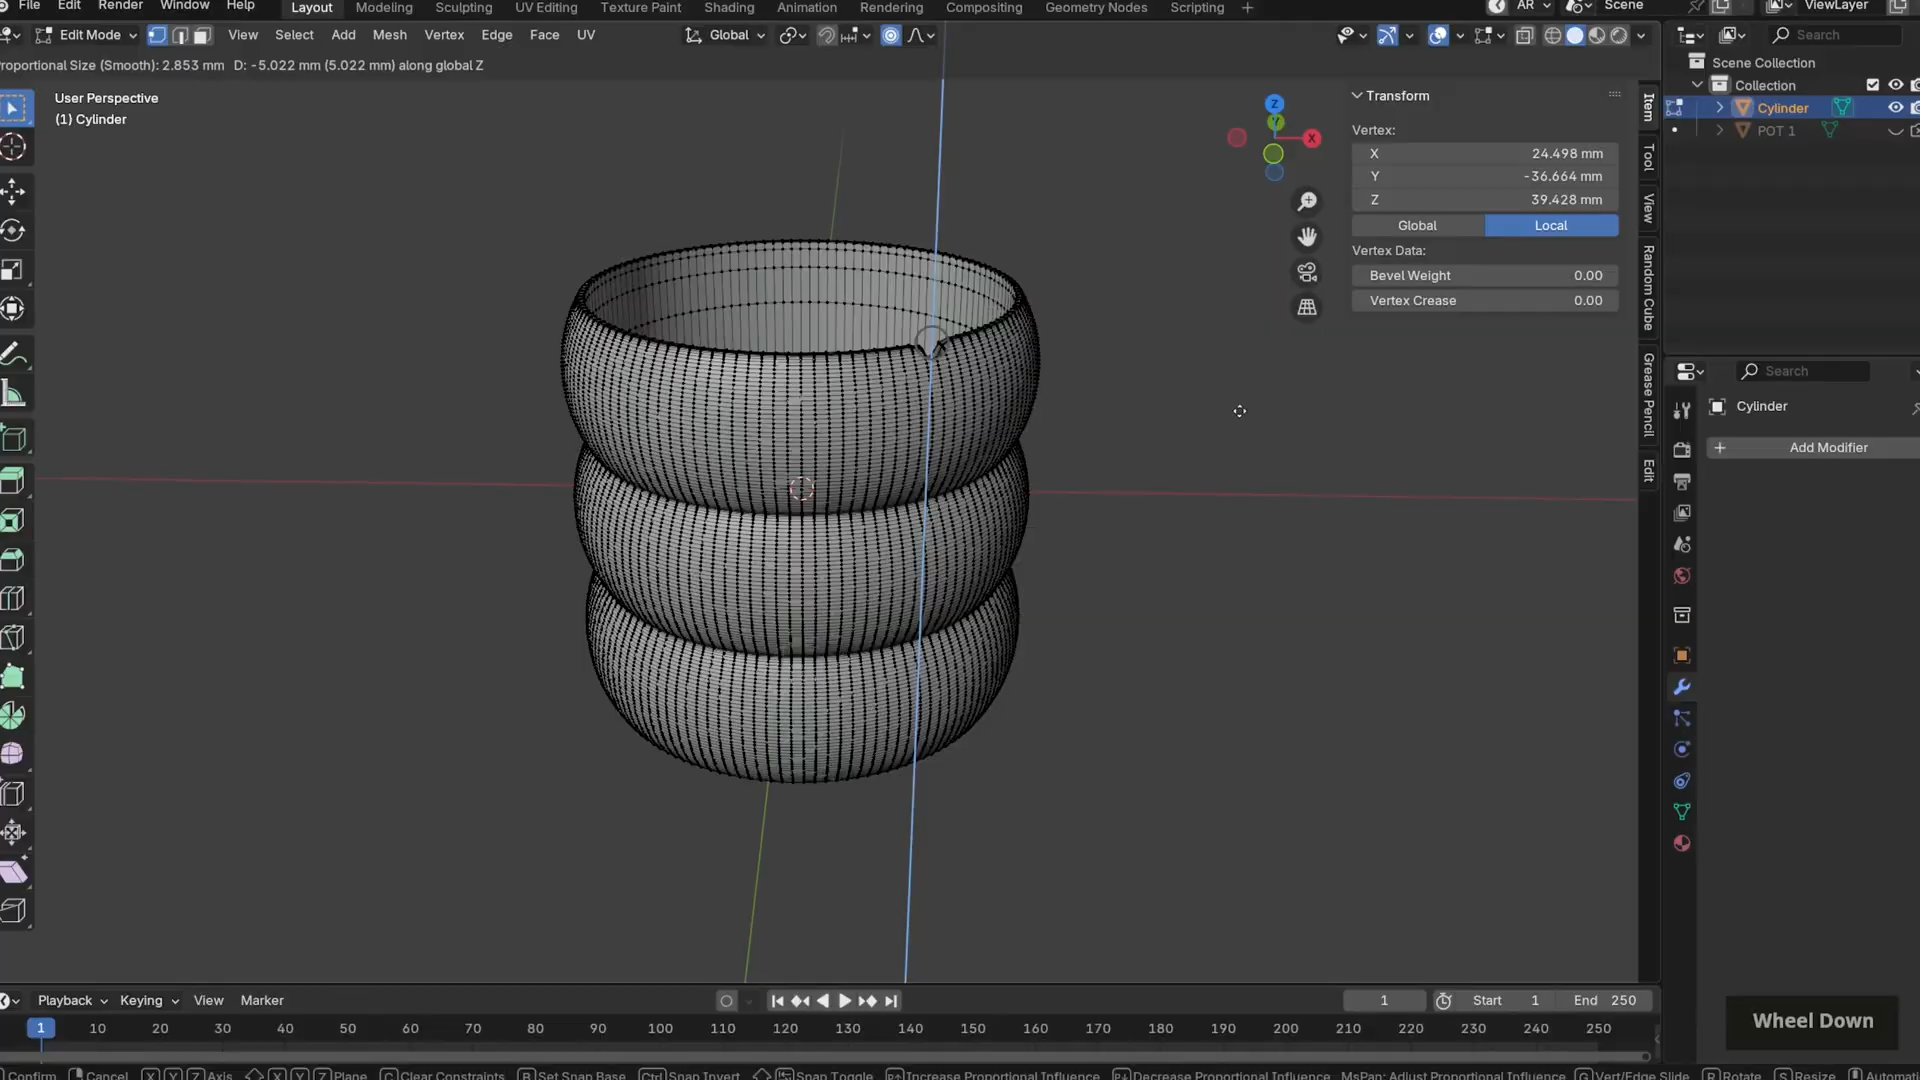 File Edit Render Window Help Layout Modeling Sculpting UV Editing Texture Paint Shading Animation Rendering Compositing Geometry Nodes Scripting + AR Scene ViewLayer
Edit Mode View Select Add Mesh Vertex Edge Face UV Global Search
roportional Size (Smooth): 2.853 mm D: -5.022 mm (5.022 mm) along global Z
Scene Collection
Collection
Cylinder
POT 1
User Perspective
(1) Cylinder
Z
Y
X
Transform
Vertex:
X 24.498 mm
Y -36.664 mm
Z 39.428 mm
Global Local
Vertex Data:
Bevel Weight 0.00
Vertex Crease 0.00
Item
Tool
View
Random Cube
Grease Pencil
Edit
Search
Cylinder
+ Add Modifier
Playback Keying View Marker 1 Start 1 End 250
1 10 20 30 40 50 60 70 80 90 100 110 120 130 140 150 160 170 180 190 200 210 220 230 240 250
Wheel Down
Confirm Cancel X Y Z Axis X Y Z Plane C Clear Constraints B Set Snap Base Ctrl Snap Invert Snap Toggle Increase Proportional Influence Decrease Proportional Influence MsPan: Adjust Proportional Influence G Vert/Edge Slide R Rotate S Resize Automati